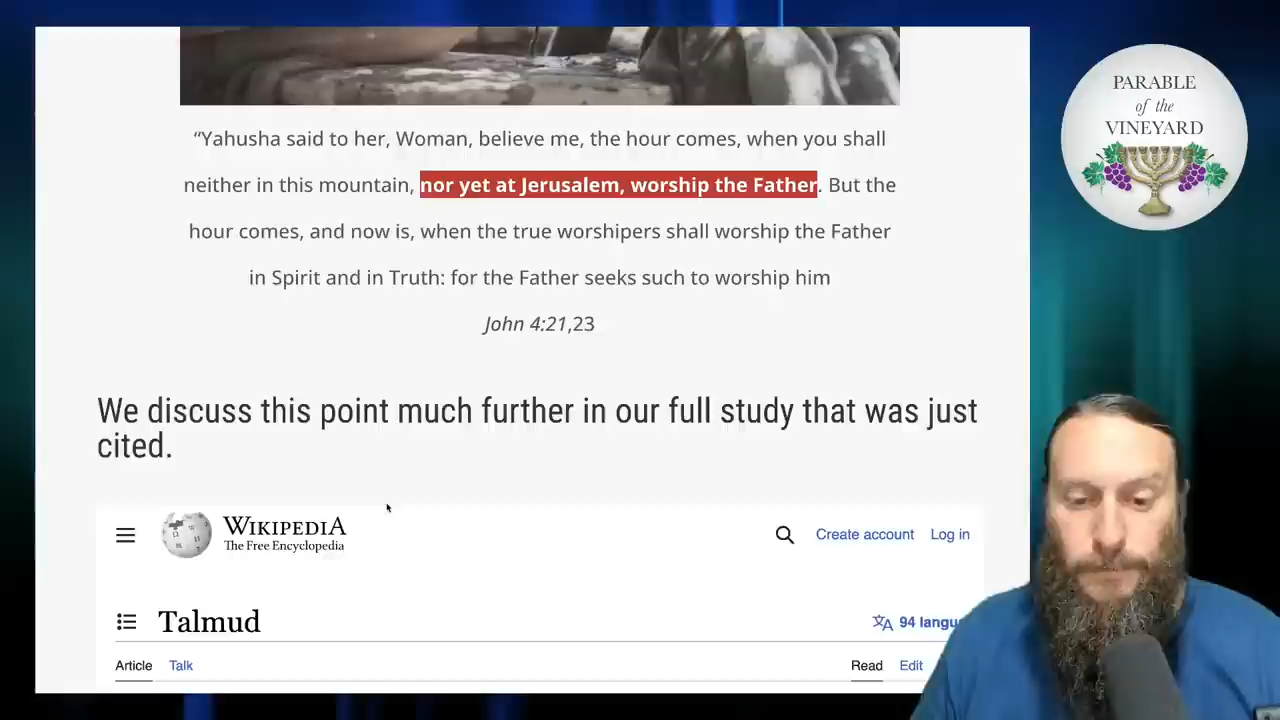 PARABLE
of the
VINEYARD
“Yahusha said to her, Woman, believe me, the hour comes, when you shall
neither in this mountain, nor yet at Jerusalem, worship the Father. But the
hour comes, and now is, when the true worshipers shall worship the Father
in Spirit and in Truth: for the Father seeks such to worship him
John 4:21,23
We discuss this point much further in our full study that was just
cited.
WIKIPEDIA
The Free Encyclopedia
Create account Log in
Talmud
94 langu
Article Talk
Read Edit